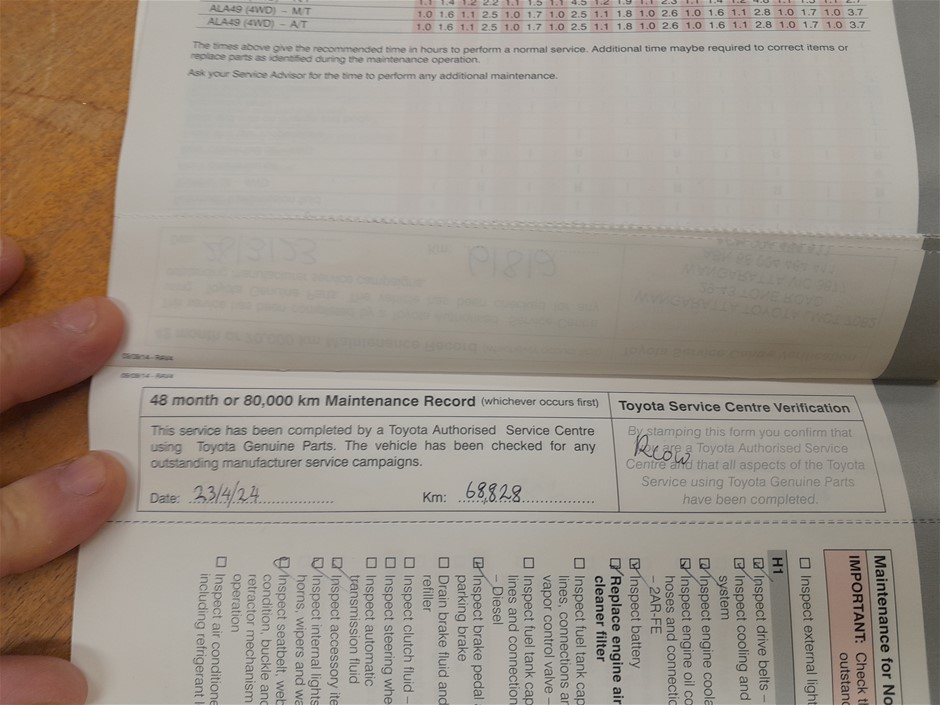 ALA49 (4WD) – M/T 1.0 1.6 1.1 2.5 1.0 1.7 1.0 2.5 1.1 1.8 1.0 2.6 1.0 1.6 1.1 2.8 1.0 1.7 1.0 3.7
ALA49 (4WD) – A/T 1.0 1.6 1.1 2.5 1.0 1.7 1.0 2.5 1.1 1.8 1.0 2.6 1.0 1.6 1.1 2.8 1.0 1.7 1.0 3.7
The times above give the recommended time in hours to perform a normal service. Additional time maybe required to correct items or
replace parts as identified during the maintenance operation.
Ask your Service Advisor for the time to perform any additional maintenance.
48 month or 80,000 km Maintenance Record (whichever occurs first)
This service has been completed by a Toyota Authorised Service Centre
using Toyota Genuine Parts. The vehicle has been checked for any
outstanding manufacturer service campaigns.
Date: 23/4/24 Km: 68,828
Toyota Service Centre Verification
By stamping this form you confirm that
you are a Toyota Authorised Service
Centre and that all aspects of the Toyota
Service using Toyota Genuine Parts
have been completed.
Maintenance for No
IMPORTANT: Check t
outstan
Inspect external light
H1
Inspect drive belts –
Inspect cooling and
system
Inspect engine cool
Inspect engine oil c
hoses and connecti
– 2AR-FE
Inspect battery
Replace engine air
cleaner filter
Inspect fuel tank cap
lines, connections an
vapor control valve –
Inspect fuel tank cap
lines and connection
– Diesel
Inspect brake pedal
parking brake
Drain brake fluid and
refiller
Inspect clutch fluid –
Inspect steering whe
Inspect automatic
transmission fluid
Inspect accessory ite
Inspect internal lights
horns, wipers and wa
Inspect seatbelt, web
condition, buckle and
retractor mechanism
operation
Inspect air conditione
including refrigerant l